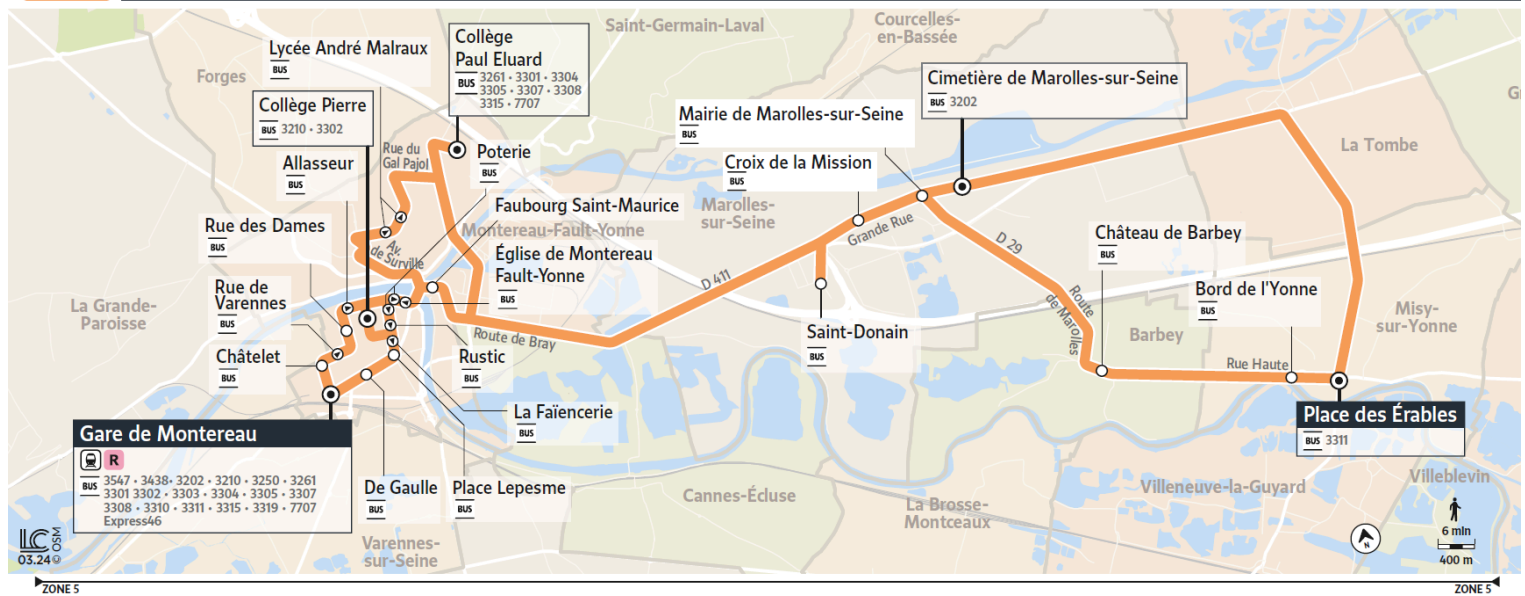 Saint-Germain-Laval
Courcelles-
en-Bassée
Lycée André Malraux
BUS
Forges
Collège
Paul Eluard
BUS 3261 • 3301 • 3304
3305 • 3307 • 3308
3315 • 7707
Collège Pierre
BUS 3210 • 3302
Cimetière de Marolles-sur-Seine
BUS 3202
Mairie de Marolles-sur-Seine
BUS
Rue du
Gal Pajol
Poterie
BUS
Allasseur
BUS
Croix de la Mission
BUS
La Tombe
Faubourg Saint-Maurice
BUS
Marolles-
sur-Seine
Rue des Dames
BUS
Montereau-Fault-Yonne
Av.
de Surville
Grande Rue
D 29
Château de Barbey
BUS
Église de Montereau
Fault-Yonne
BUS
D 411
Rue de
Varennes
BUS
La Grande-
Paroisse
Route
de Marolles
Bord de l'Yonne
BUS
Misy-
sur-Yonne
Route de Bray
Saint-Donain
BUS
Barbey
Châtelet
BUS
Rustic
BUS
Rue Haute
La Faïencerie
BUS
Place des Érables
BUS 3311
Gare de Montereau
R
BUS 3547 • 3438• 3202 • 3210 • 3250 • 3261
3301 3302 • 3303 • 3304 • 3305 • 3307
3308 • 3310 • 3311 • 3315 • 3319 • 7707
Express46
De Gaulle
BUS
Place Lepesme
BUS
Cannes-Écluse
La Brosse-
Montceaux
Villeneuve-la-Guyard
Villeblevin
Varennes-
sur-Seine
LC
03.24 © OSM
N
6 min
400 m
ZONE 5
ZONE 5